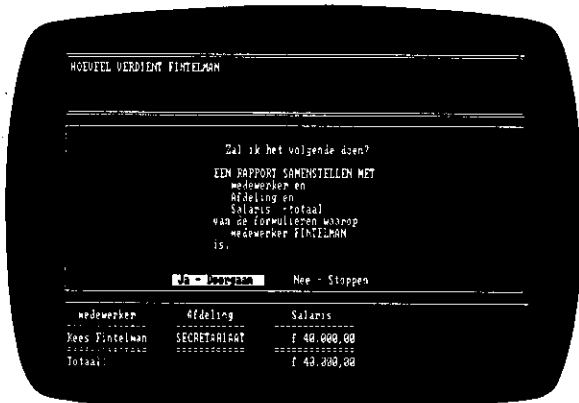 HOEVEEL VERDIENT FINTELMAN
Zal ik het volgende doen?
EEN RAPPORT SAMENSTELLEN MET
medewerker en
Afdeling en
Salaris -totaal
van de formulieren waarop
medewerker FINTELMAN
is.
Ja - Doorgaan Nee - Stoppen
medewerker Afdeling Salaris
Kees Fintelman SECRETARIAAT f 40.000,00
Totaal: f 40.000,00